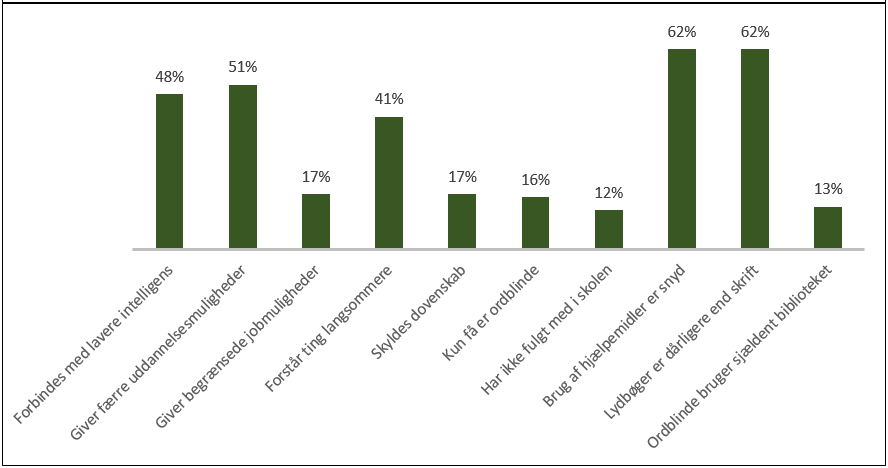 48%
51%
17%
41%
17%
16%
12%
62%
62%
13%
Forbindes med lavere intelligens
Giver færre uddannelsesmuligheder
Giver begrænsede jobmuligheder
Forstår ting langsommere
Skyldes dovenskab
Kun få er ordblinde
Har ikke fulgt med i skolen
Brug af hjælpemidler er snyd
Lydbøger er dårligere end skrift
Ordblinde bruger sjældent biblioteket